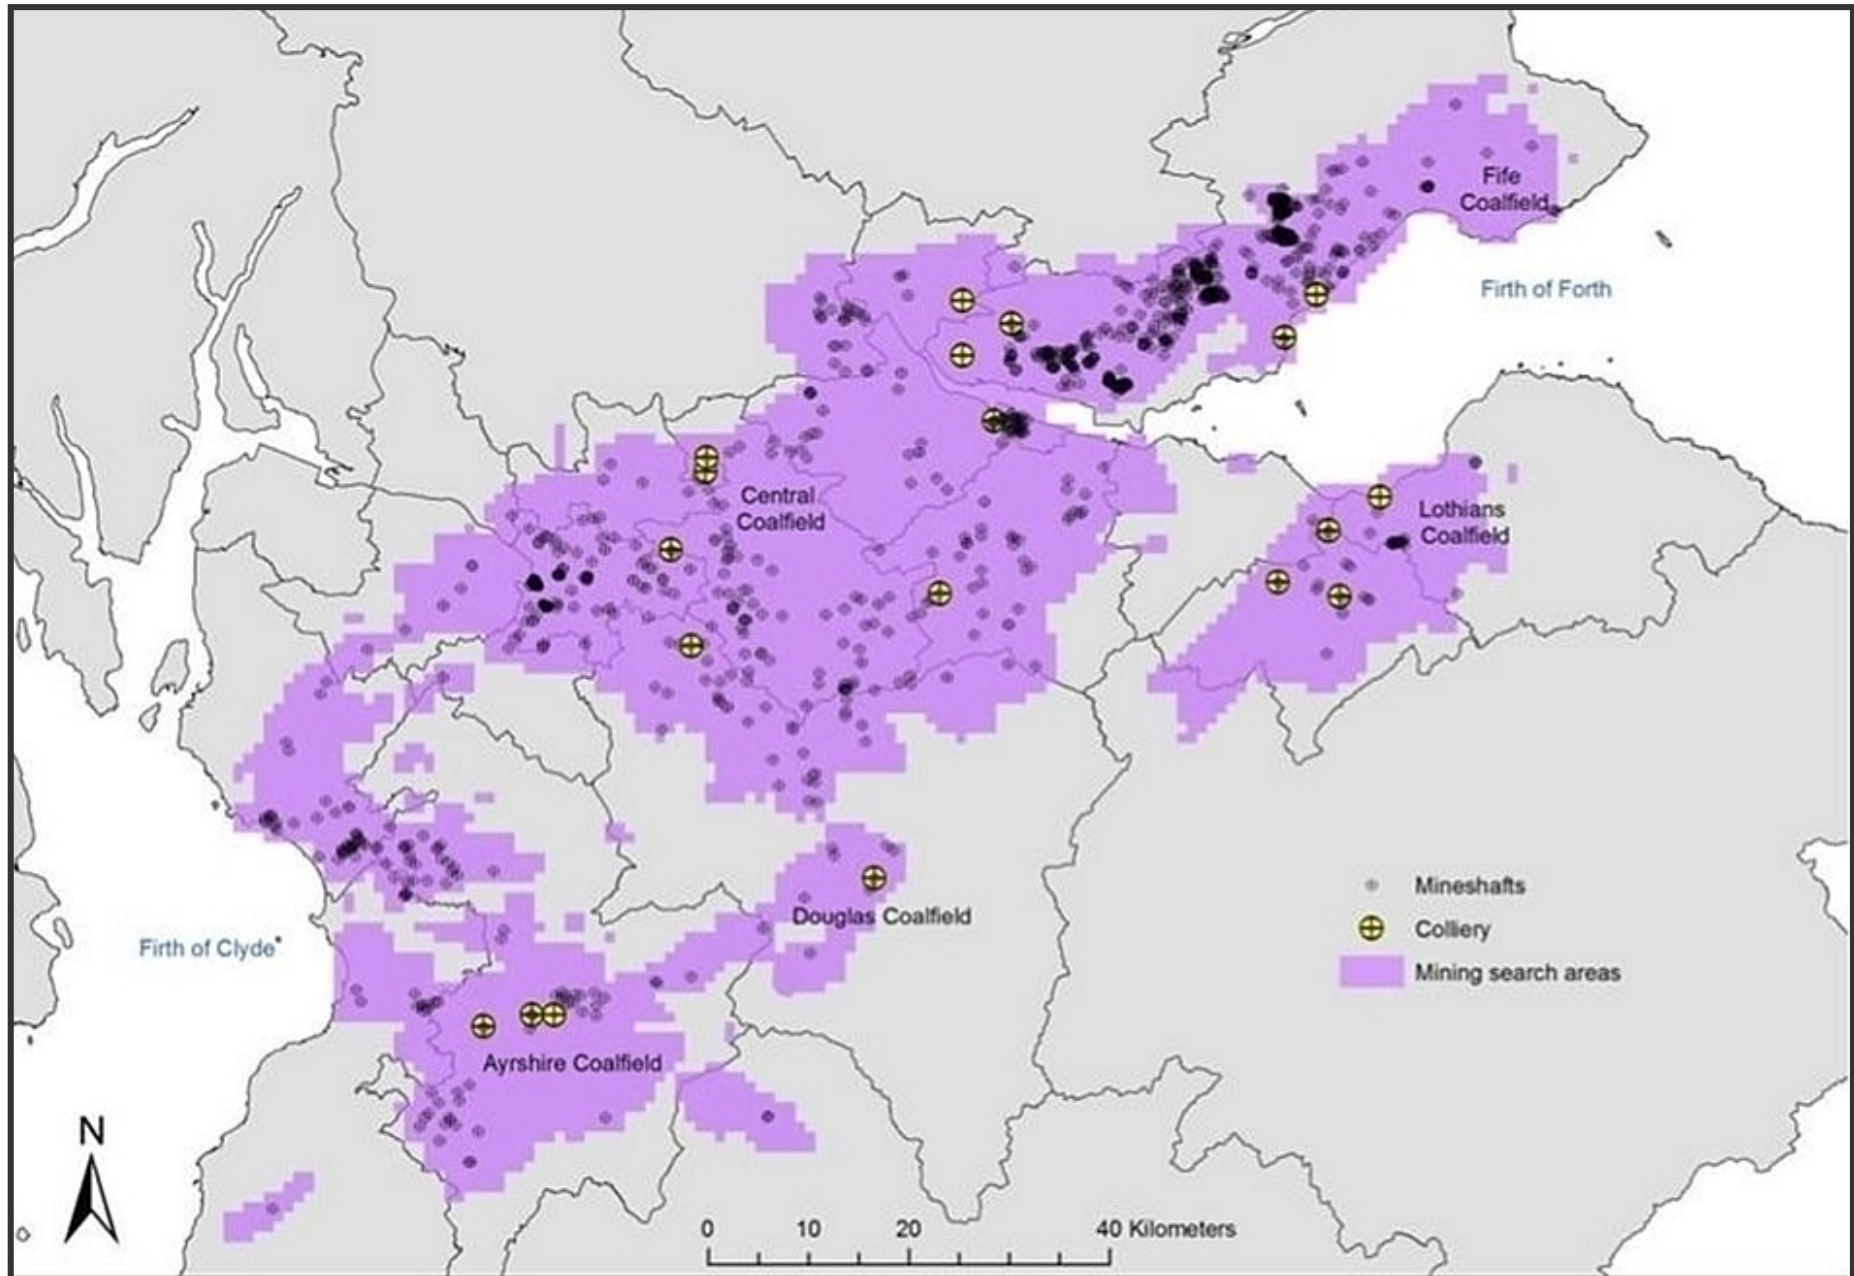 Fife
Coalfield
Firth of Forth
Central
Coalfield
Lothians
Coalfield
Mineshafts
Douglas Coalfield
Colliery
Firth of Clyde
Mining search areas
Ayrshire Coalfield
N
0 10 20 40 Kilometers